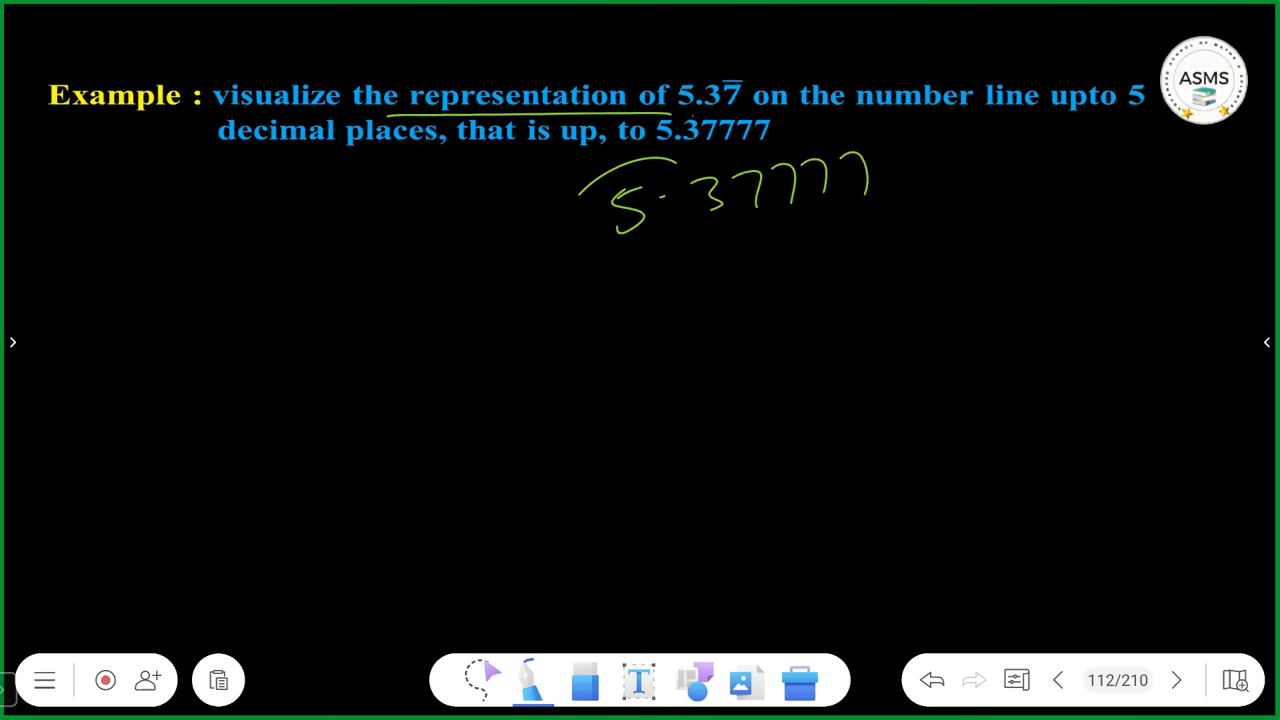 ASMS
Example : visualize the representation of 5.37̅ on the number line upto 5
decimal places, that is up, to 5.37777
5.37777
112/210